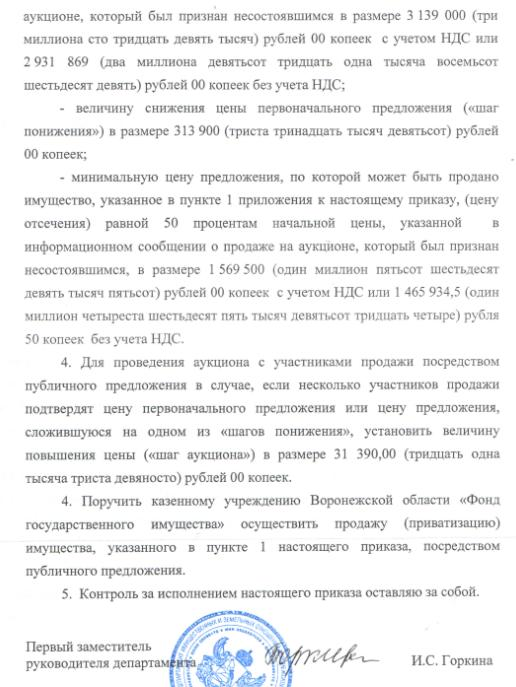 аукционе, который был признан несостоявшимся в размере 3 139 000 (три
миллиона сто тридцать девять тысяч) рублей 00 копеек с учетом НДС или
2 931 869 (два миллиона девятьсот тридцать одна тысяча восемьсот
шестьдесят девять) рублей 00 копеек без учета НДС;
- величину снижения цены первоначального предложения («шаг
понижения») в размере 313 900 (триста тринадцать тысяч девятьсот) рублей
00 копеек;
- минимальную цену предложения, по которой может быть продано
имущество, указанное в пункте 1 приложения к настоящему приказу, (цену
отсечения) равной 50 процентам начальной цены, указанной в
информационном сообщении о продаже на аукционе, который был признан
несостоявшимся, в размере 1 569 500 (один миллион пятьсот шестьдесят
девять тысяч пятьсот) рублей 00 копеек с учетом НДС или 1 465 934,5 (один
миллион четыреста шестьдесят пять тысяч девятьсот тридцать четыре) рубля
50 копеек без учета НДС.
4. Для проведения аукциона с участниками продажи посредством
публичного предложения в случае, если несколько участников продажи
подтвердят цену первоначального предложения или цену предложения,
сложившуюся на одном из «шагов понижения», установить величину
повышения цены («шаг аукциона») в размере 31 390,00 (тридцать одна
тысяча триста девяносто) рублей 00 копеек.
4. Поручить казенному учреждению Воронежской области «Фонд
государственного имущества» осуществить продажу (приватизацию)
имущества, указанного в пункте 1 настоящего приказа, посредством
публичного предложения.
5. Контроль за исполнением настоящего приказа оставляю за собой.
Первый заместитель
руководителя департамента И.С. Горкина